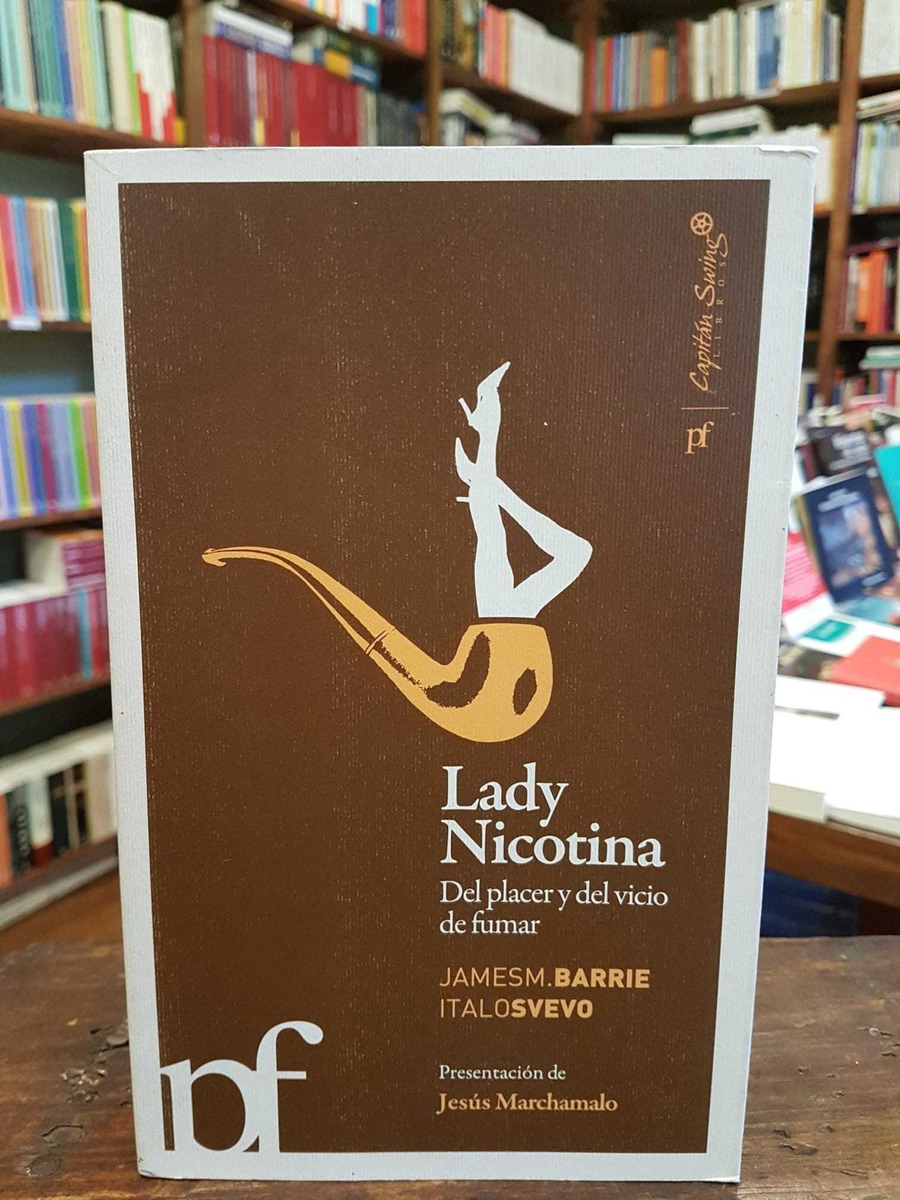 Capitán Swing
LIBROS
pf
Lady
Nicotina
Del placer y del vicio
de fumar
JAMESM.BARRIE
ITALOSVEVO
Presentación de
Jesús Marchamalo
pf